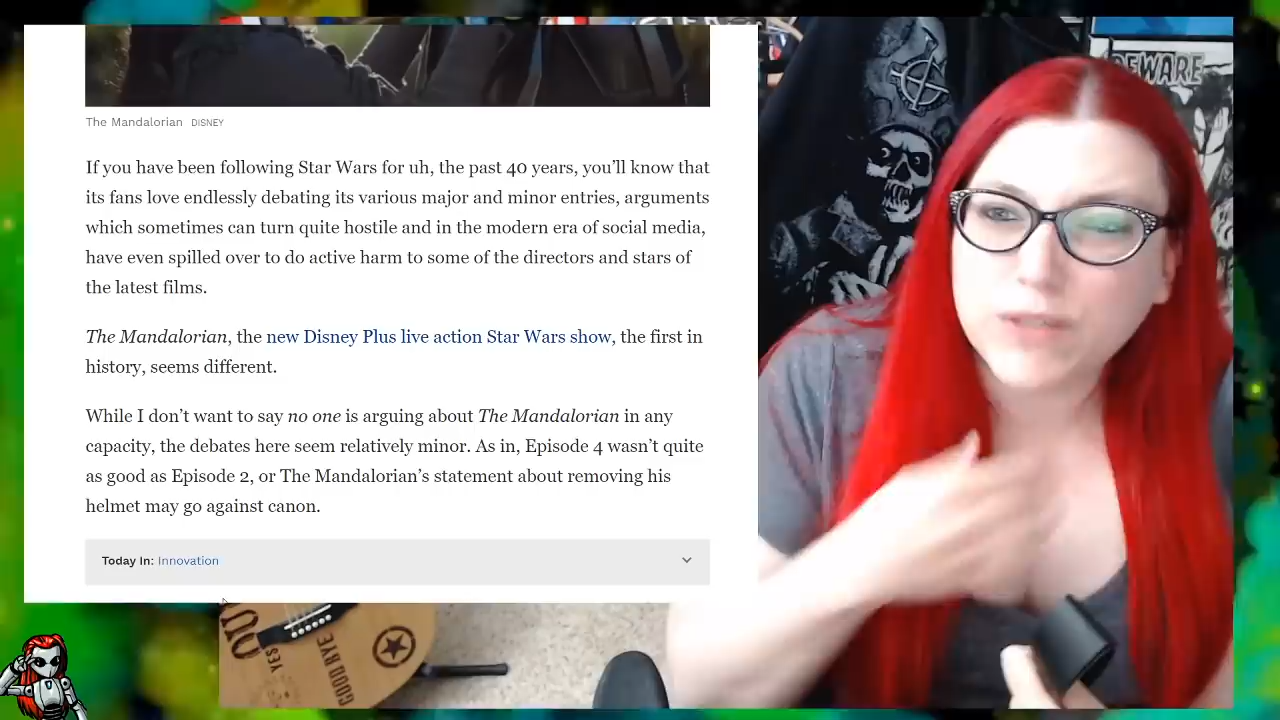 The Mandalorian DiSNEY
If you have been following Star Wars for uh, the past 40 years, you’ll know that
its fans love endlessly debating its various major and minor entries, arguments
which sometimes can turn quite hostile and in the modern era of social media,
have even spilled over to do active harm to some of the directors and stars of
the latest films.
The Mandalorian, the new Disney Plus live action Star Wars show, the first in
history, seems different.
While I don’t want to say no one is arguing about The Mandalorian in any
capacity, the debates here seem relatively minor. As in, Episode 4 wasn’t quite
as good as Episode 2, or The Mandalorian’s statement about removing his
helmet may go against canon.
Today In: Innovation
BEWARE
YES
GOOD BYE